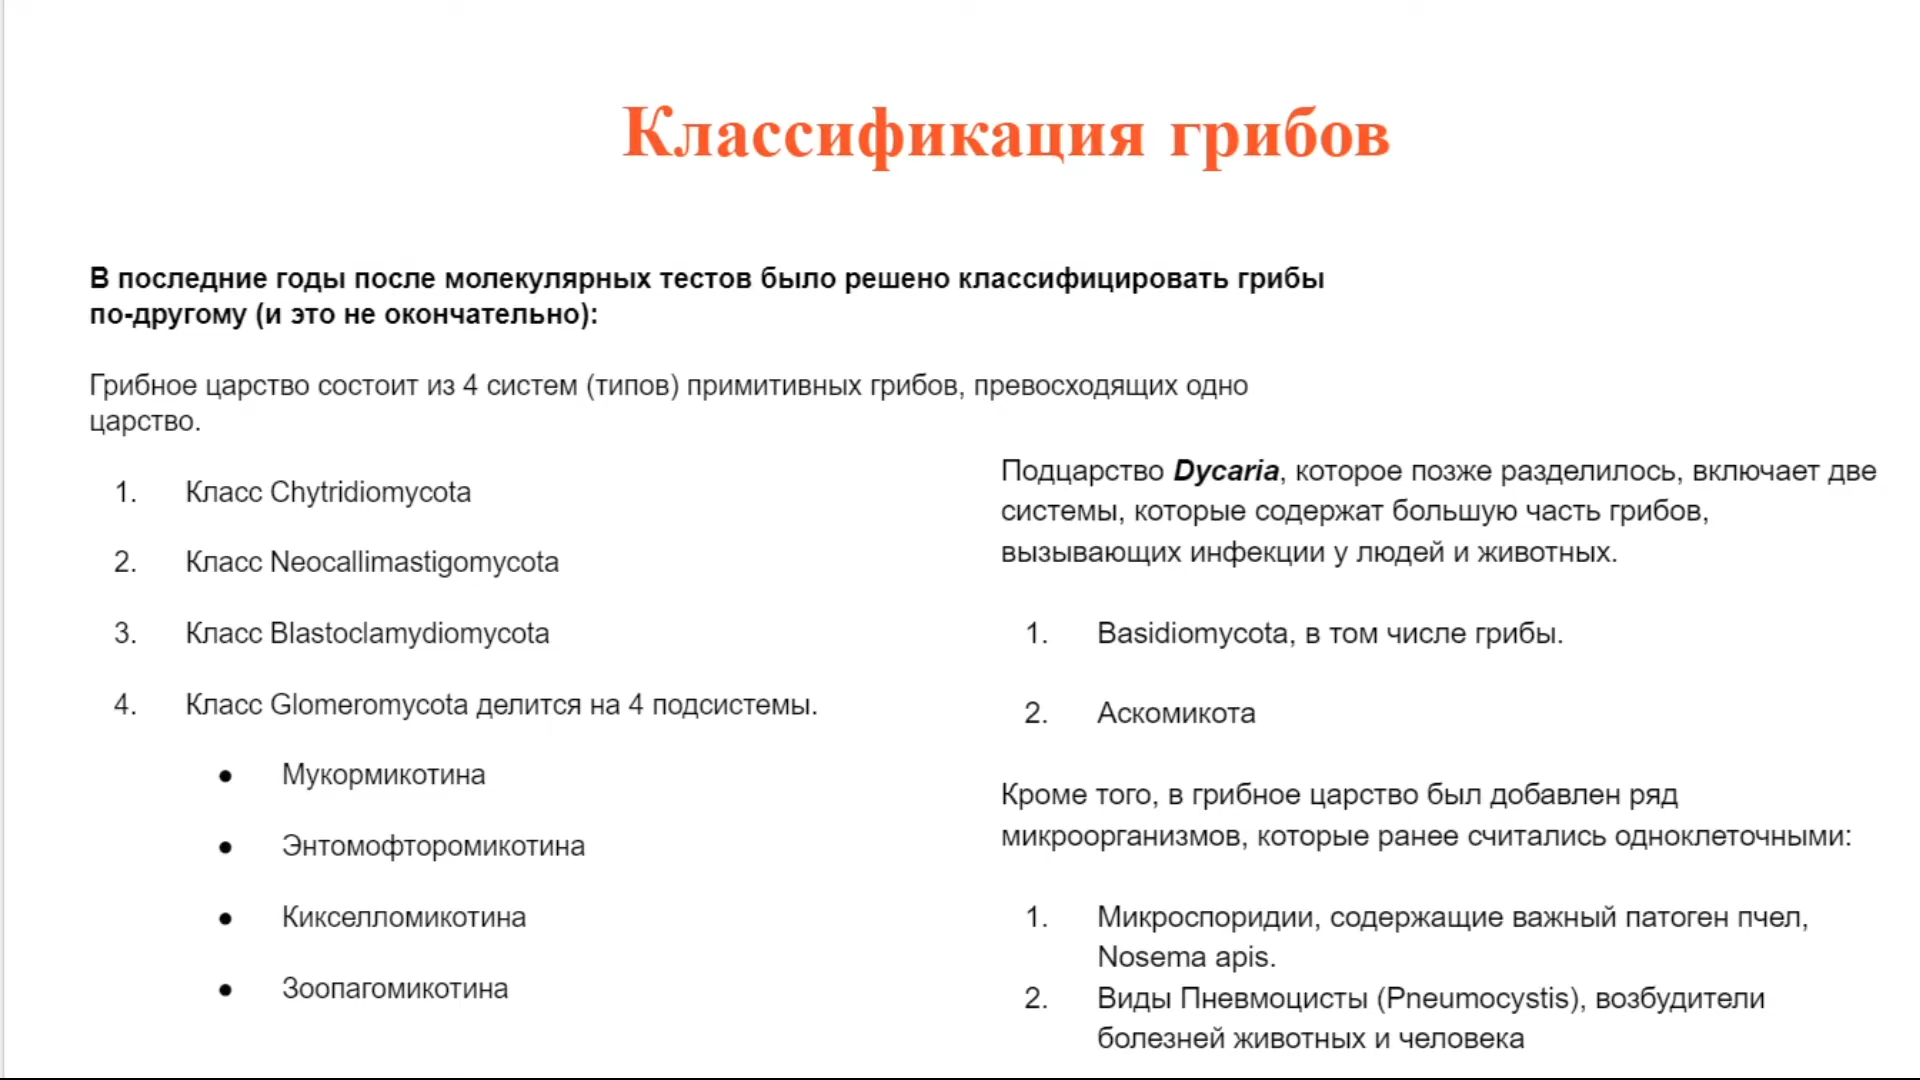 Классификация грибов
В последние годы после молекулярных тестов было решено классифицировать грибы
по-другому (и это не окончательно):
Грибное царство состоит из 4 систем (типов) примитивных грибов, превосходящих одно
царство.
1. Класс Chytridiomycota
2. Класс Neocallimastigomycota
3. Класс Blastoclamydiomycota
4. Класс Glomeromycota делится на 4 подсистемы.
● Мукормикотина
● Энтомофторомикотина
● Кикселломикотина
● Зоопагомикотина
Подцарство Dycaria, которое позже разделилось, включает две
системы, которые содержат большую часть грибов,
вызывающих инфекции у людей и животных.
1. Basidiomycota, в том числе грибы.
2. Аскомикота
Кроме того, в грибное царство был добавлен ряд
микроорганизмов, которые ранее считались одноклеточными:
1. Микроспоридии, содержащие важный патоген пчел,
Nosema apis.
2. Виды Пневмоцисты (Pneumocystis), возбудители
болезней животных и человека